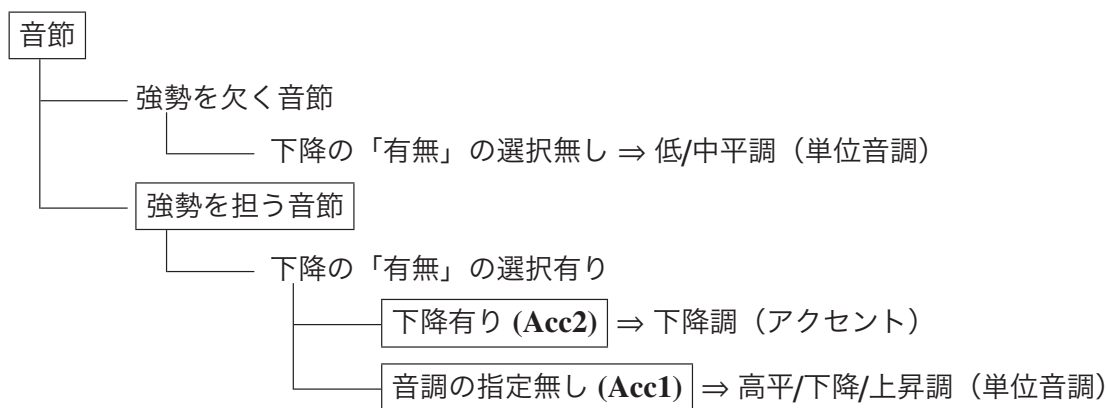 音節
強勢を欠く音節
下降の「有無」の選択無し ⇒ 低/中平調（単位音調）
強勢を担う音節
下降の「有無」の選択有り
下降有り (Acc2) ⇒ 下降調（アクセント）
音調の指定無し (Acc1) ⇒ 高平/下降/上昇調（単位音調）